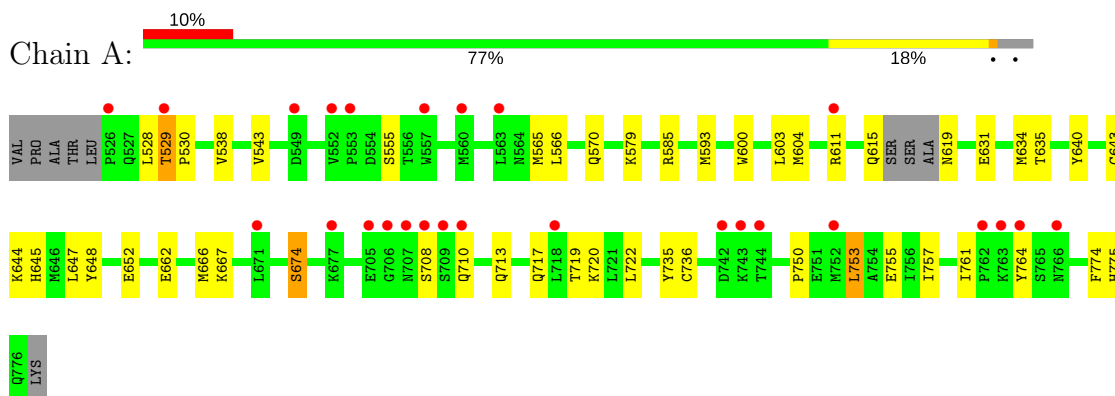 10%
Chain A:
77% 18% . .
VAL PRO ALA THR LEU P526 Q527 L528 T529 P530 V538 V543 D549 V552 P553 D554 S555 T556 W557 M560 L563 N564 M565 L566 Q570 K579 R585 M593 W600 L603 M604 R611 Q615 SER SER ALA N619 E631 M634 T635 Y640
K644 H645 M646 L647 Y648 E652 E662 M666 K667 L671 S674 K677 E705 G706 N707 S708 S709 Q710 Q713 Q717 L718 T719 K720 L721 L722 Y735 C736 D742 K743 T744 P750 E751 M752 L753 A754 E755 I756 I757 I761 P762 K763 Y764 S765 N766 F774 H775
Q776 LYS